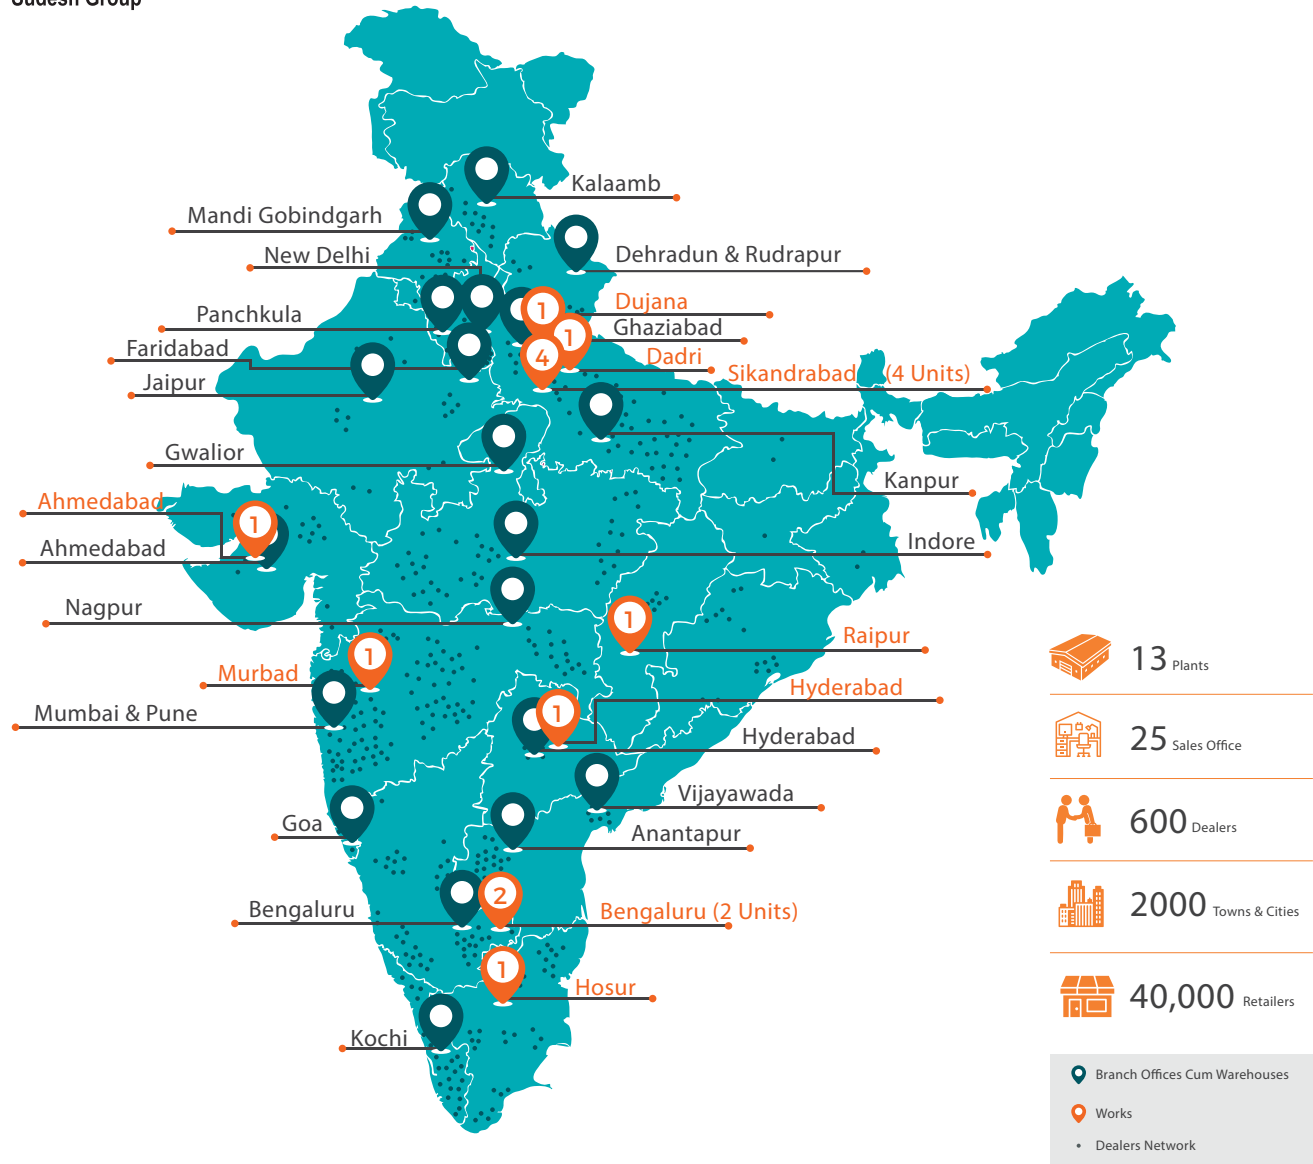 Sudesh Group
Kalaamb
Mandi Gobindgarh
New Delhi
Dehradun & Rudrapur
Panchkula
Dujana
Ghaziabad
Faridabad
Dadri
Jaipur
Sikandrabad (4 Units)
Gwalior
Kanpur
Ahmedabad
Ahmedabad
Indore
Nagpur
Raipur
Murbad
Hyderabad
Mumbai & Pune
Hyderabad
Vijayawada
Goa
Anantapur
Bengaluru
Bengaluru (2 Units)
Hosur
Kochi
1
1
4
1
1
1
1
2
1
13 Plants
25 Sales Office
600 Dealers
2000 Towns & Cities
40,000 Retailers
Branch Offices Cum Warehouses
Works
Dealers Network